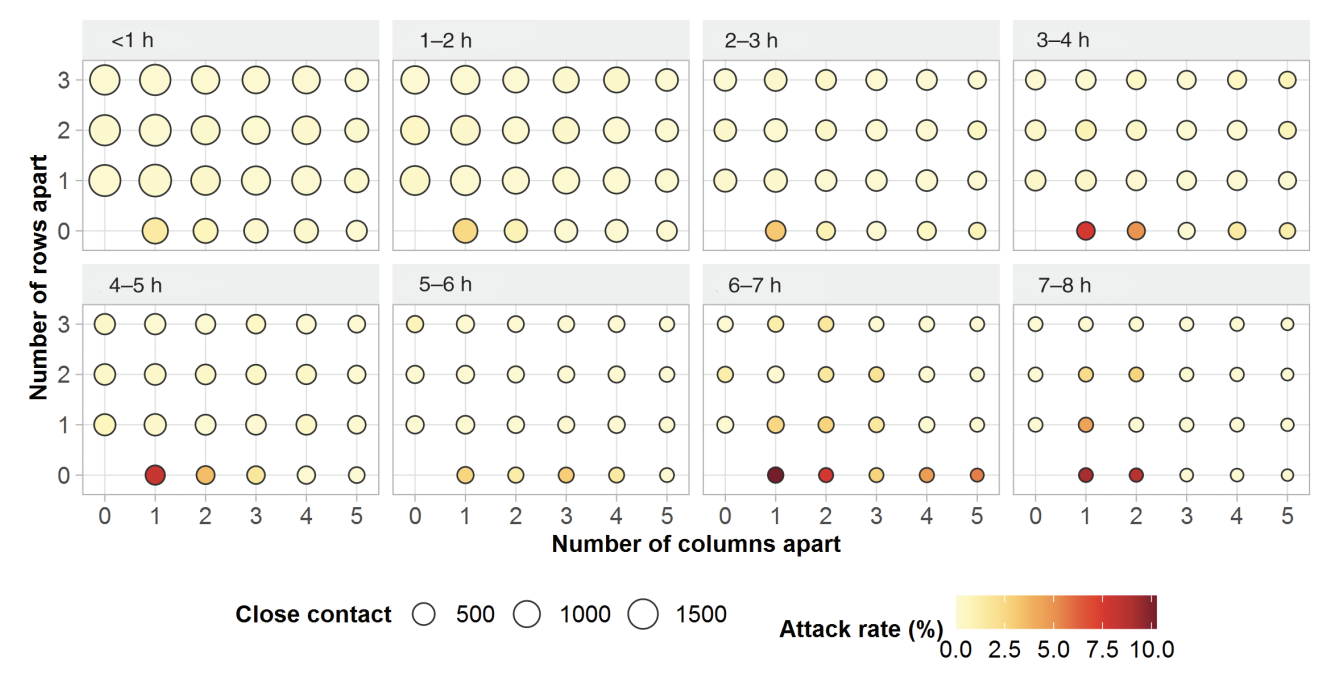 <1 h 1–2 h 2–3 h 3–4 h
3
2
1
0
4–5 h 5–6 h 6–7 h 7–8 h
3
2
1
0
Number of rows apart
0 1 2 3 4 5 0 1 2 3 4 5 0 1 2 3 4 5 0 1 2 3 4 5
Number of columns apart
Close contact 500 1000 1500
Attack rate (%)
0.0 2.5 5.0 7.5 10.0